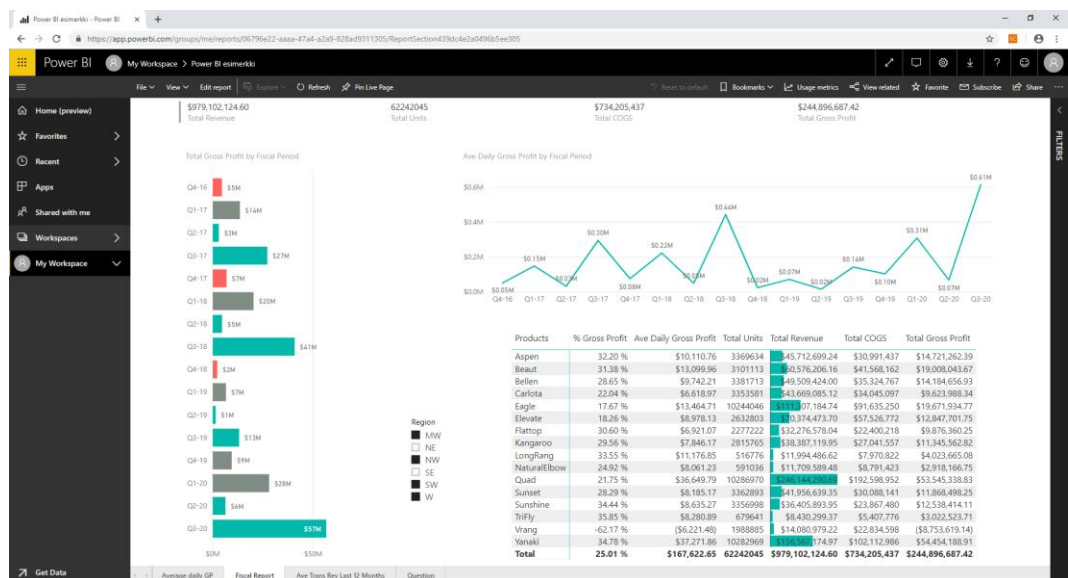 Power BI esimerkki - Power BI
https://app.powerbi.com/groups/me/reports/06796e22-aaaa-47a4-a2a9-828ad9311305/ReportSection439dc4e2a0496b5ee305
Power BI My Workspace > Power BI esimerkki
File View Edit report Explore Refresh Pin Live Page Reset to default Bookmarks Usage metrics View related Favorite Subscribe Share
Home (preview)
Favorites
Recent
Apps
Shared with me
Workspaces
My Workspace
Get Data
FILTERS
$979,102,124.60 62242045 $734,205,437 $244,896,687.42
Total Revenue Total Units Total COGS Total Gross Profit
Total Gross Profit by Fiscal Period
Q4-16 $5M
Q1-17 $14M
Q2-17 $3M
Q3-17 $27M
Q4-17 $7M
Q1-18 $20M
Q2-18 $5M
Q3-18 $41M
Q4-18 $2M
Q1-19 $7M
Q2-19 $1M
Q3-19 $13M
Q4-19 $9M
Q1-20 $28M
Q2-20 $6M
Q3-20 $57M
$0M $50M
Region
MW
NE
NW
SE
SW
W
Ave Daily Gross Profit by Fiscal Period
$0.6M
$0.4M
$0.2M
$0.0M
$0.05M $0.15M $0.03M $0.30M $0.08M $0.22M $0.05M $0.44M $0.02M $0.07M $0.02M $0.14M $0.10M $0.31M $0.07M $0.61M
Q4-16 Q1-17 Q2-17 Q3-17 Q4-17 Q1-18 Q2-18 Q3-18 Q4-18 Q1-19 Q2-19 Q3-19 Q4-19 Q1-20 Q2-20 Q3-20
Products % Gross Profit Ave Daily Gross Profit Total Units Total Revenue Total COGS Total Gross Profit
Aspen 32.20 % $10,110.76 3369634 $45,712,699.24 $30,991,437 $14,721,262.39
Beaut 31.38 % $13,099.96 3101113 $60,576,206.16 $41,568,162 $19,008,043.67
Bellen 28.65 % $9,742.21 3381713 $49,509,424.00 $35,324,767 $14,184,656.93
Carlota 22.04 % $6,618.97 3353581 $43,669,085.12 $34,045,097 $9,623,988.34
Eagle 17.67 % $13,464.71 10244046 $111,307,184.74 $91,635,250 $19,671,934.77
Elevate 18.26 % $8,978.13 2632803 $70,374,473.70 $57,526,772 $12,847,701.75
Flattop 30.60 % $6,921.07 2277222 $32,276,578.04 $22,400,218 $9,876,360.25
Kangaroo 29.56 % $7,846.17 2815765 $38,387,119.95 $27,041,557 $11,345,562.82
LongRang 33.55 % $11,176.85 516776 $11,994,486.62 $7,970,822 $4,023,665.08
NaturalElbow 24.92 % $8,061.23 591036 $11,709,589.48 $8,791,423 $2,918,166.75
Quad 21.75 % $36,649.79 10286970 $246,144,290.69 $192,598,952 $53,545,338.83
Sunset 28.29 % $8,185.17 3362893 $41,956,639.35 $30,088,141 $11,868,498.25
Sunshine 34.44 % $8,635.27 3356998 $36,405,893.95 $23,867,480 $12,538,414.11
TriFly 35.85 % $8,280.89 679641 $8,430,299.37 $5,407,776 $3,022,523.71
Vrang -62.17 % ($6,221.48) 1988885 $14,080,979.22 $22,834,598 ($8,753,619.14)
Yanaki 34.78 % $37,271.86 10282969 $156,567,174.97 $102,112,986 $54,454,188.91
Total 25.01 % $167,622.65 62242045 $979,102,124.60 $734,205,437 $244,896,687.42
Average daily GP Fiscal Report Ave Trans Rev Last 12 Months Question